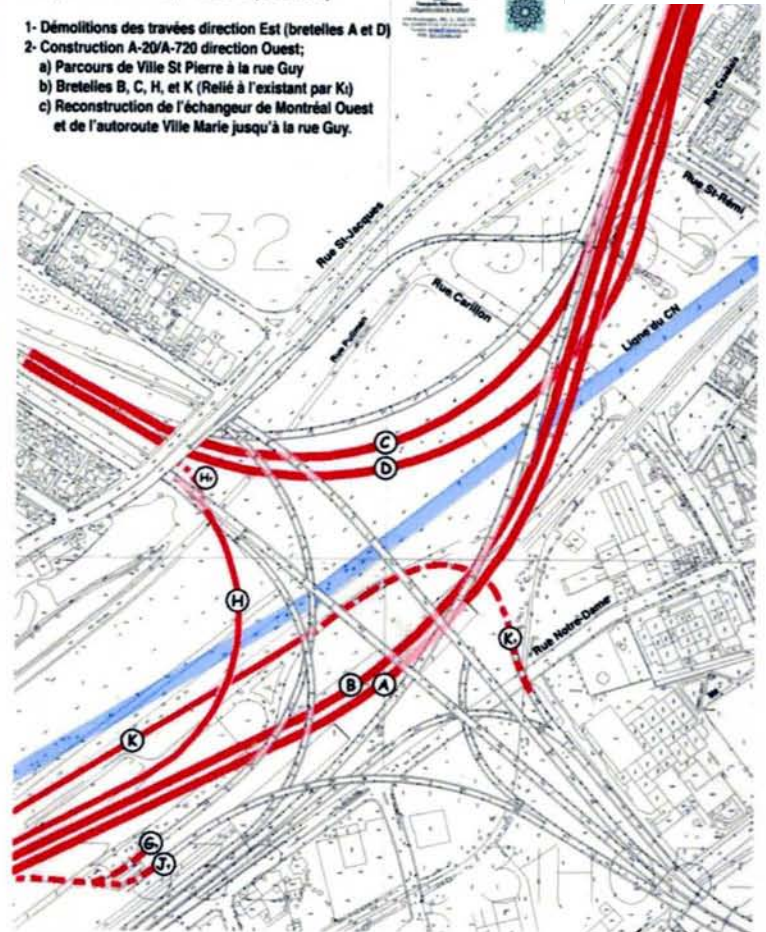 1- Démolitions des travées direction Est (bretelles A et D)
2- Construction A-20/A-720 direction Ouest;
a) Parcours de Ville St Pierre à la rue Guy
b) Bretelles B, C, H, et K (Relié à l'existant par K1)
c) Reconstruction de l'échangeur de Montréal Ouest
et de l'autoroute Ville Marie jusqu'à la rue Guy.
Rue St-Rémi
Rue St-Jacques
Rue Carillon
Rue Pullman
Ligne du CN
C
D
H
H
K
Rue Notre-Dame
B
A
K
G
J